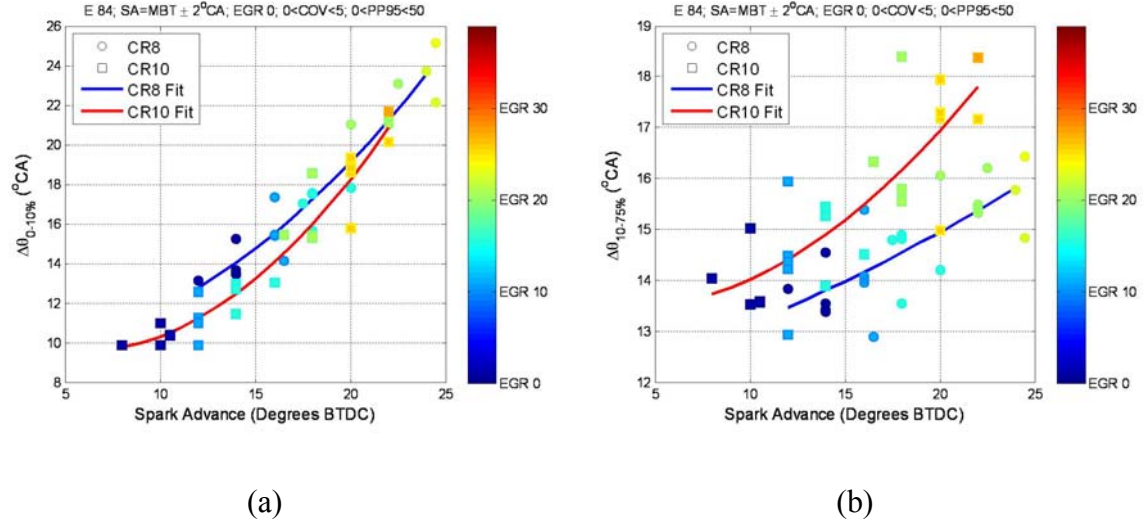 E 84; SA=MBT ± 2°CA; EGR 0; 0<COV<5; 0<PP95<50
26
24
22
20
18
16
14
12
10
8
Δθ0-10% (°CA)
CR8
CR10
CR8 Fit
CR10 Fit
5
10
15
20
25
Spark Advance (Degrees BTDC)
EGR 30
EGR 20
EGR 10
EGR 0
(a)
E 84; SA=MBT ± 2°CA; EGR 0; 0<COV<5; 0<PP95<50
19
18
17
16
15
14
13
12
Δθ10-75% (°CA)
CR8
CR10
CR8 Fit
CR10 Fit
5
10
15
20
25
Spark Advance (Degrees BTDC)
EGR 30
EGR 20
EGR 10
EGR 0
(b)